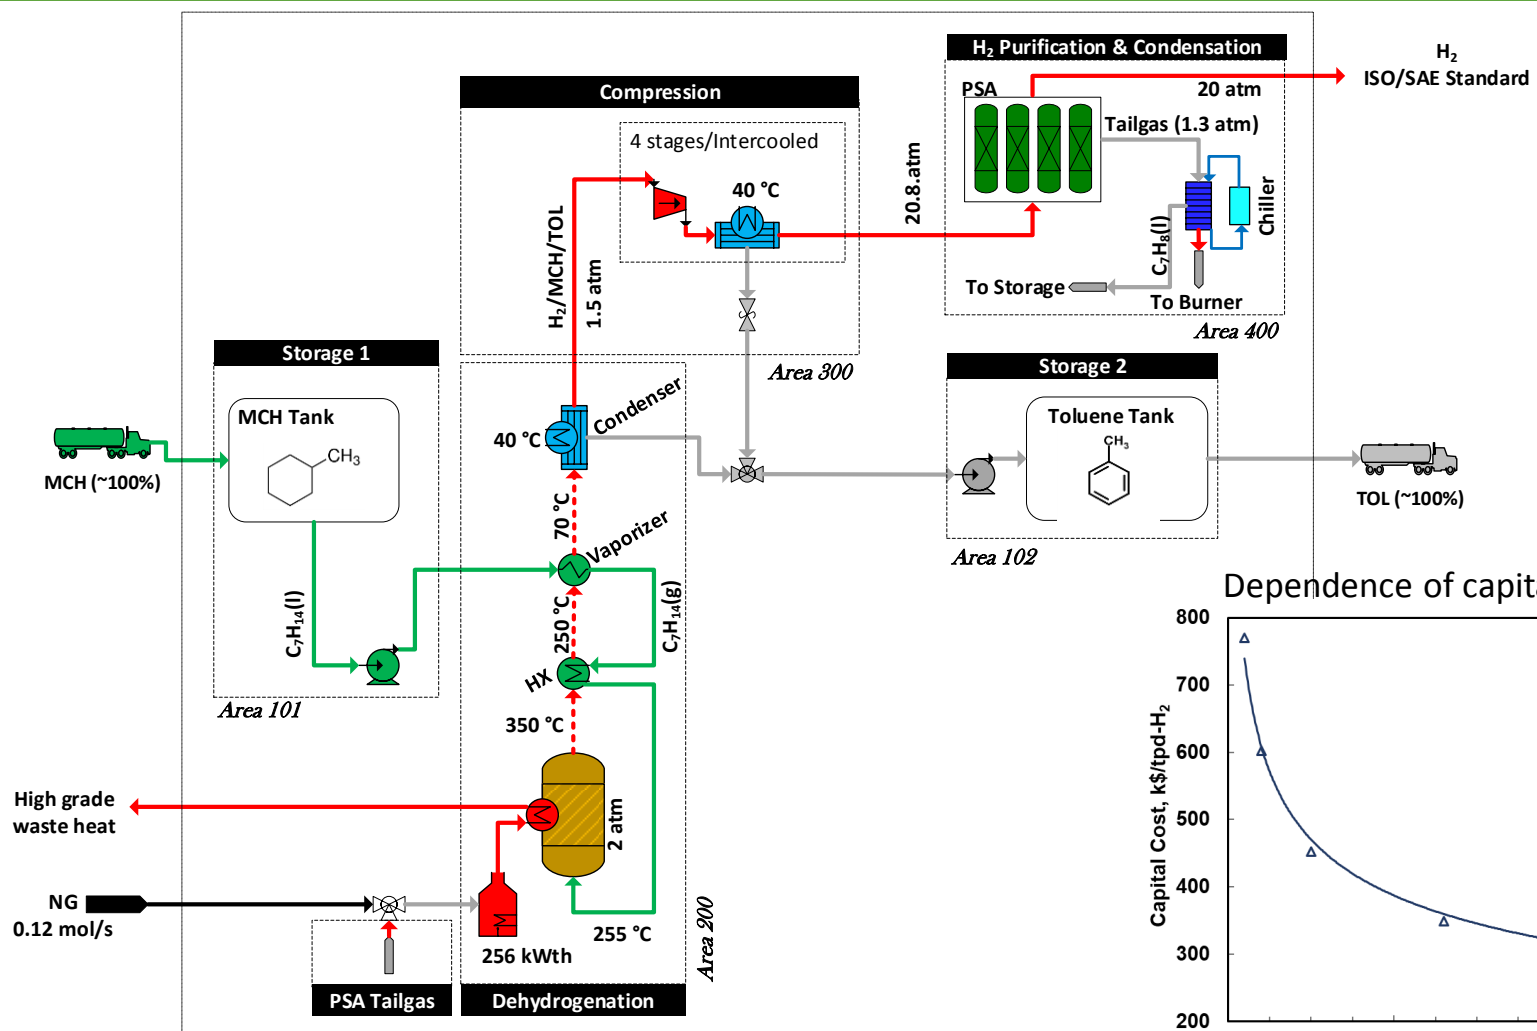 H₂ Purification & Condensation
H₂
ISO/SAE Standard
PSA
20 atm
Tailgas (1.3 atm)
Compression
4 stages/Intercooled
40 °C
20.8.atm
Chiller
C₇H₈(l)
To Storage
To Burner
Area 400
H₂/MCH/TOL
1.5 atm
Area 300
Storage 1
MCH Tank
CH₃
MCH (~100%)
C₇H₁₄(l)
Area 101
Condenser
40 °C
70 °C
Vaporizer
250 °C
C₇H₁₄(g)
HX
350 °C
2 atm
255 °C
256 kWth
Area 200
Dehydrogenation
High grade
waste heat
NG
0.12 mol/s
PSA Tailgas
Storage 2
Toluene Tank
CH₃
TOL (~100%)
Area 102
Dependence of capita
Capital Cost, k$/tpd-H₂
800
700
600
500
400
300
200